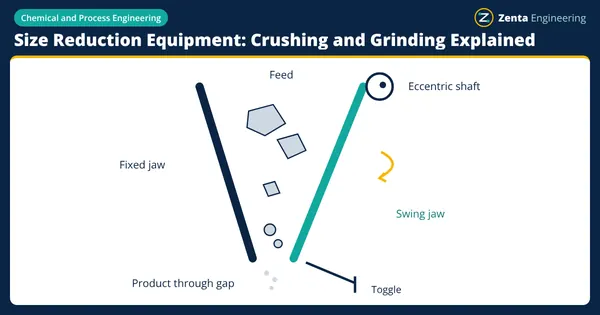 Chemical and Process Engineering
Zenta Engineering
Size Reduction Equipment: Crushing and Grinding Explained
Feed
Eccentric shaft
Fixed jaw
Swing jaw
Product through gap
Toggle